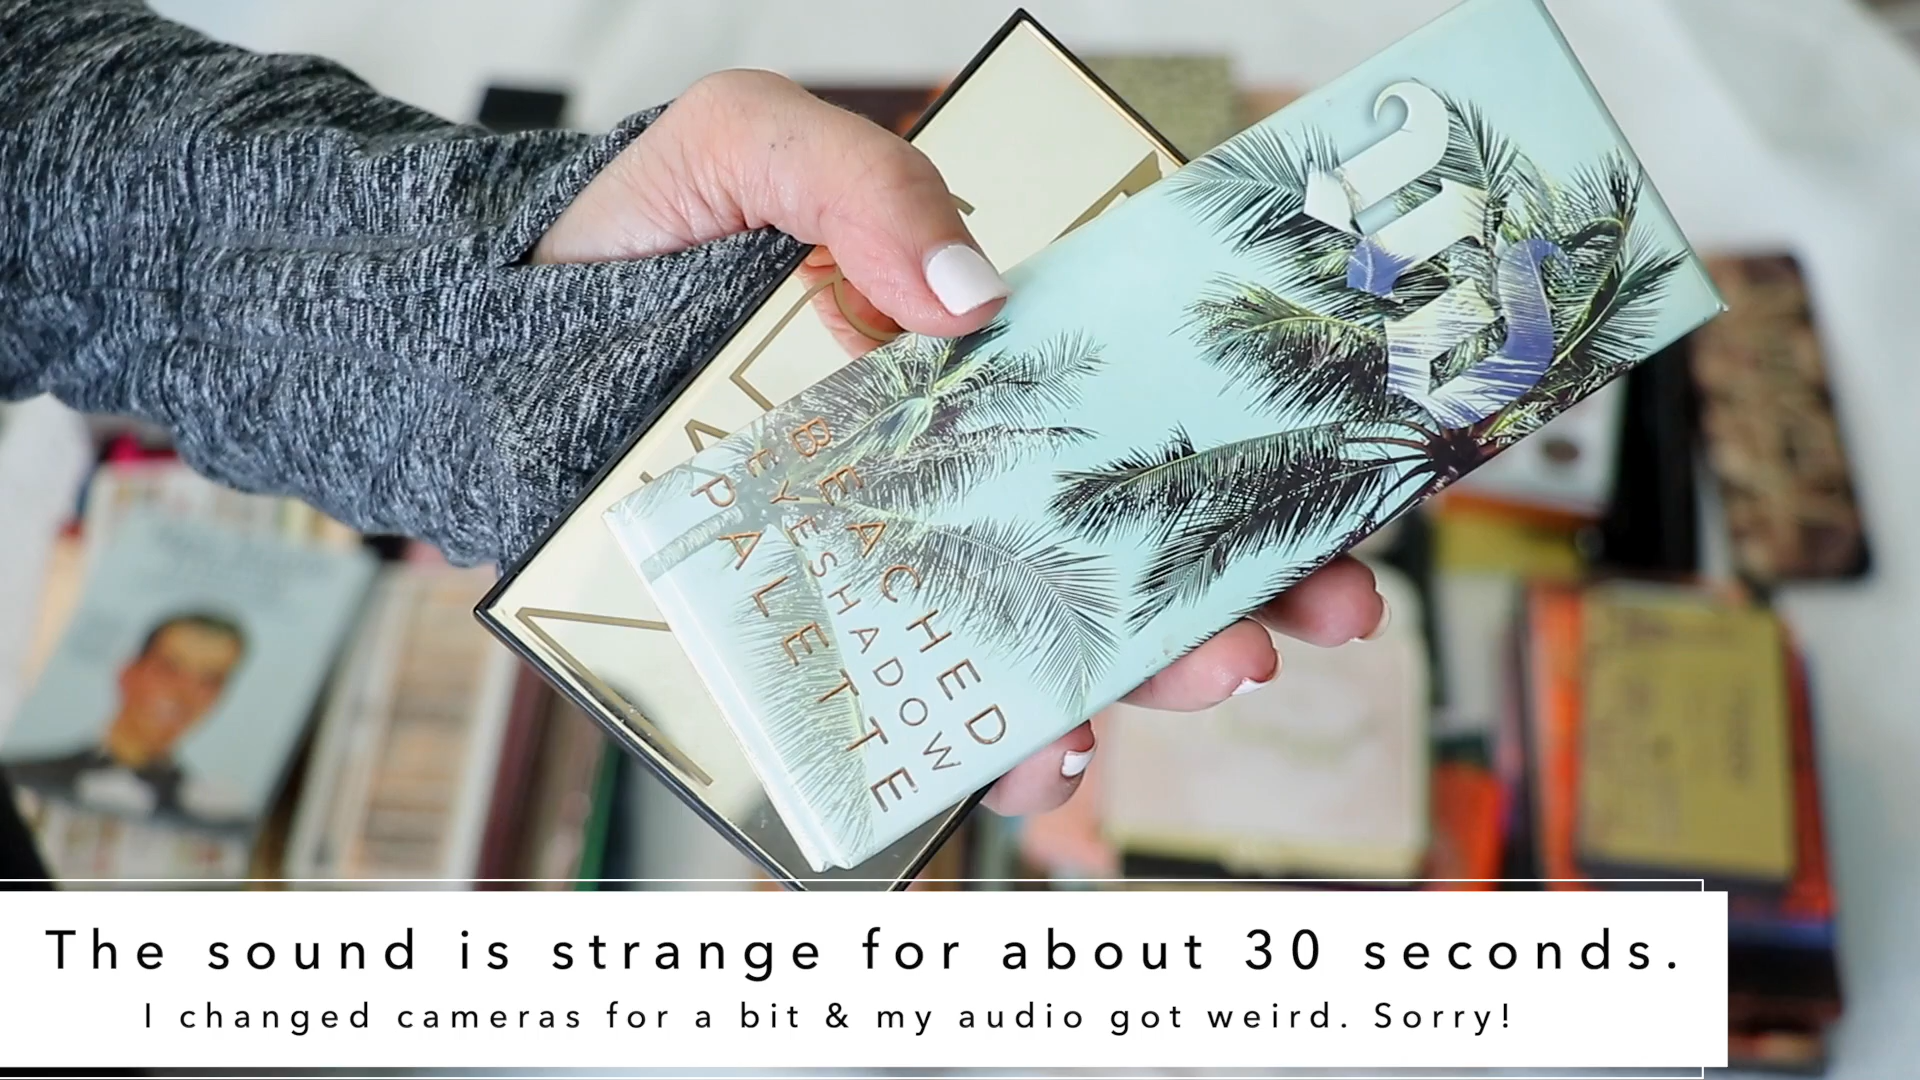 BEACHED
EYESHADOW
PALETTE
UD
The sound is strange for about 30 seconds.
I changed cameras for a bit & my audio got weird. Sorry!